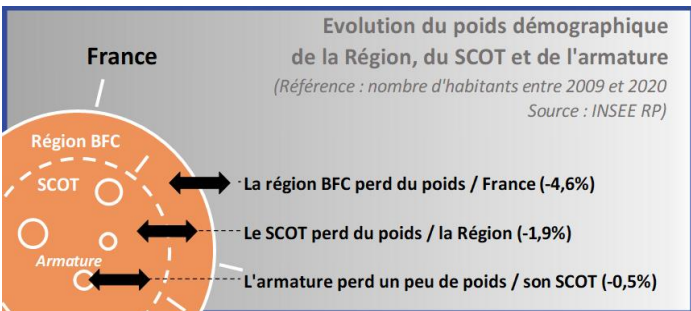 Evolution du poids démographique
de la Région, du SCOT et de l'armature
(Référence : nombre d'habitants entre 2009 et 2020
Source : INSEE RP)
France
Région BFC
SCOT
Armature
La région BFC perd du poids / France (-4,6%)
Le SCOT perd du poids / la Région (-1,9%)
L'armature perd un peu de poids / son SCOT (-0,5%)